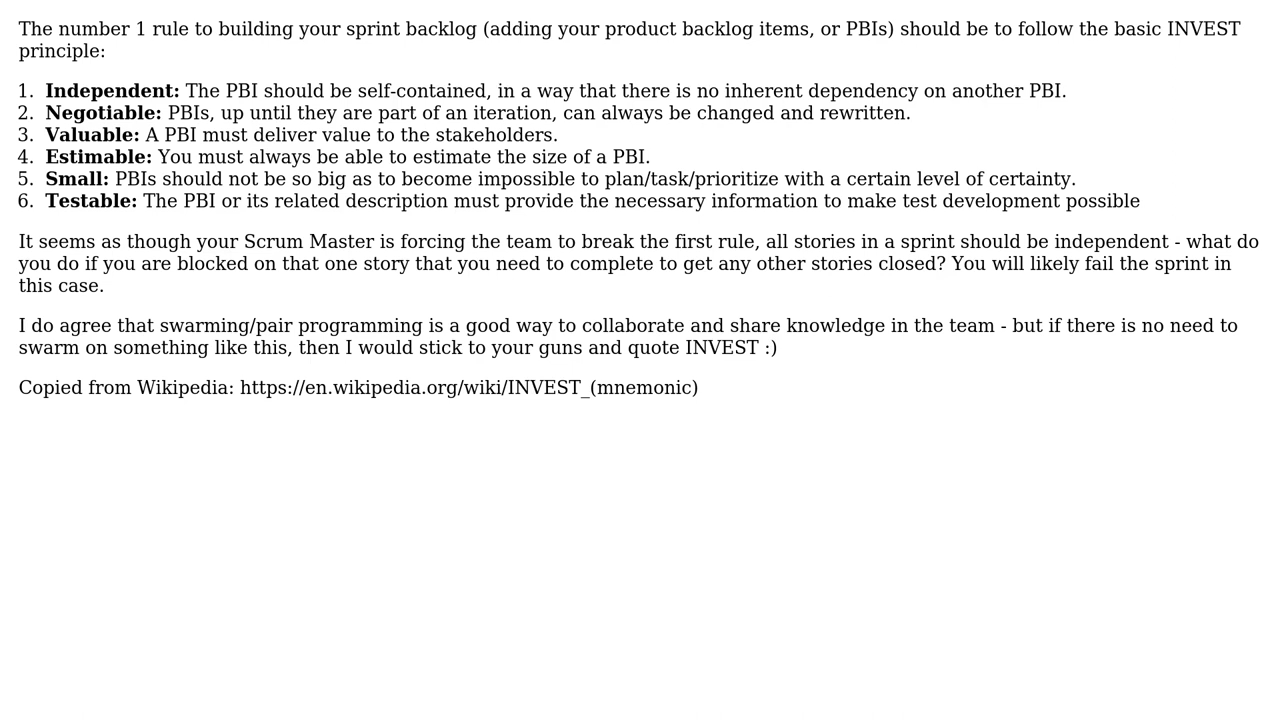 The number 1 rule to building your sprint backlog (adding your product backlog items, or PBIs) should be to follow the basic INVEST
principle:
1. Independent: The PBI should be self-contained, in a way that there is no inherent dependency on another PBI.
2. Negotiable: PBIs, up until they are part of an iteration, can always be changed and rewritten.
3. Valuable: A PBI must deliver value to the stakeholders.
4. Estimable: You must always be able to estimate the size of a PBI.
5. Small: PBIs should not be so big as to become impossible to plan/task/prioritize with a certain level of certainty.
6. Testable: The PBI or its related description must provide the necessary information to make test development possible
It seems as though your Scrum Master is forcing the team to break the first rule, all stories in a sprint should be independent - what do
you do if you are blocked on that one story that you need to complete to get any other stories closed? You will likely fail the sprint in
this case.
I do agree that swarming/pair programming is a good way to collaborate and share knowledge in the team - but if there is no need to
swarm on something like this, then I would stick to your guns and quote INVEST :)
Copied from Wikipedia: https://en.wikipedia.org/wiki/INVEST_(mnemonic)